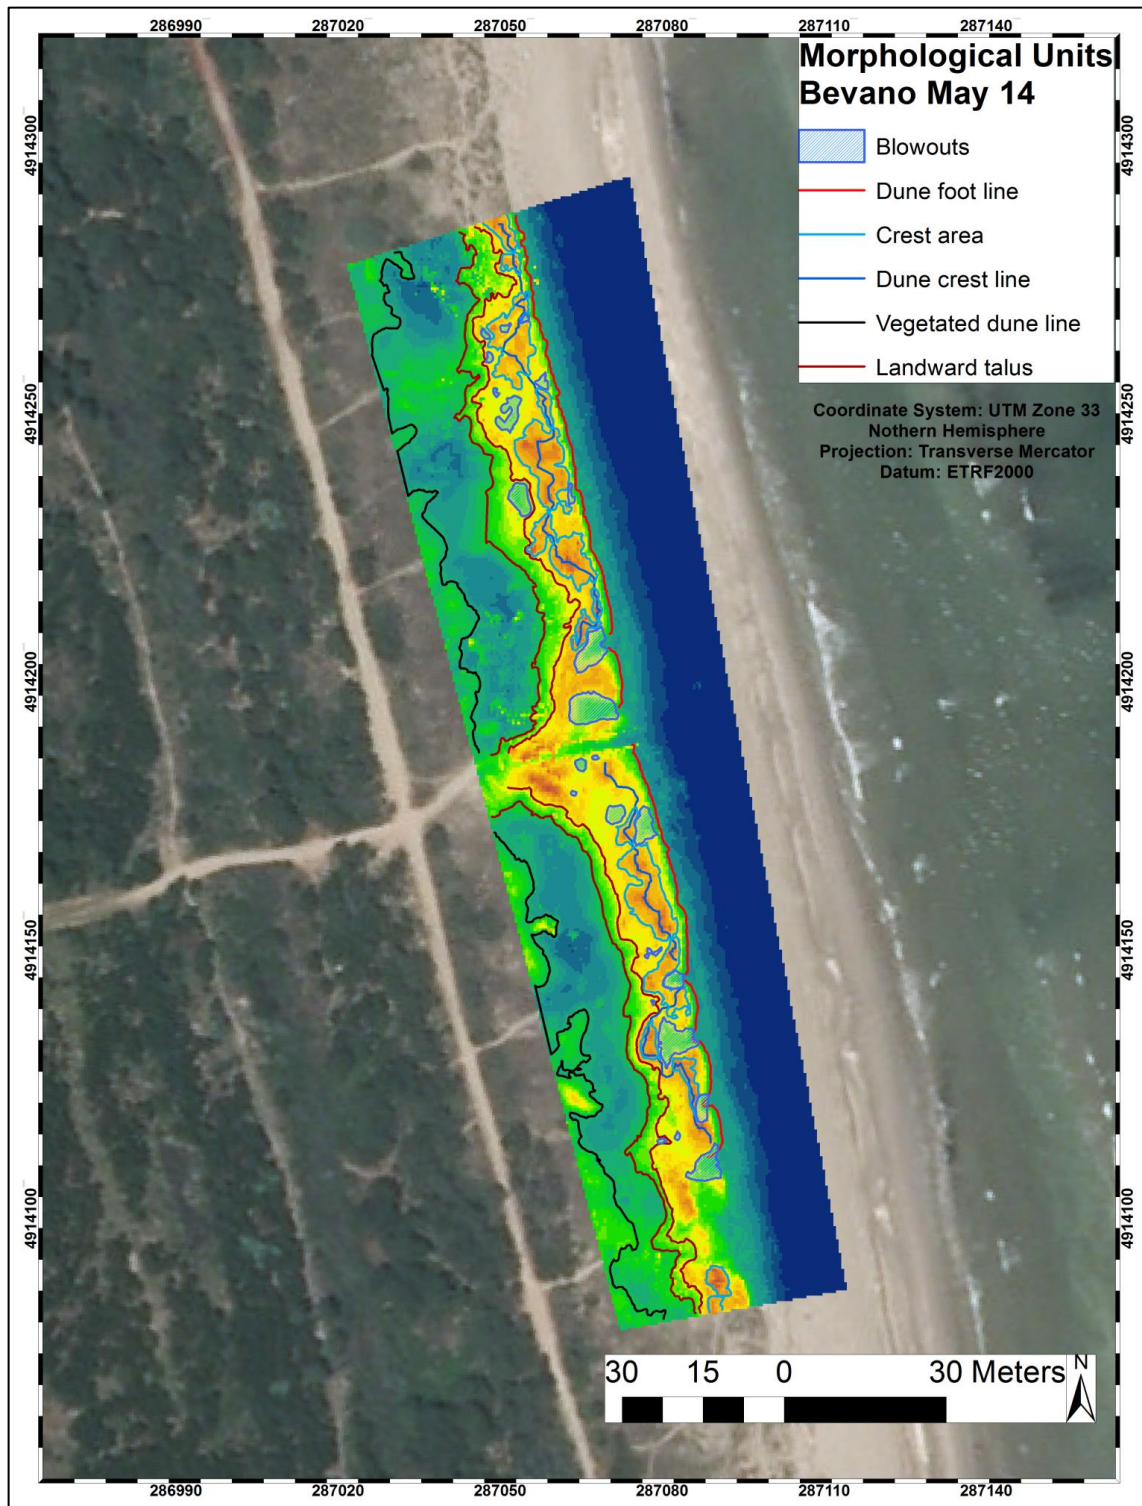 286990 287020 287050 287080 287110 287140
Morphological Units
Bevano May 14
Blowouts
Dune foot line
Crest area
Dune crest line
Vegetated dune line
Landward talus
Coordinate System: UTM Zone 33
Nothern Hemisphere
Projection: Transverse Mercator
Datum: ETRF2000
4914300 4914300
4914250 4914250
4914200 4914200
4914150 4914150
4914100 4914100
30 15 0 30 Meters
N
286990 287020 287050 287080 287110 287140